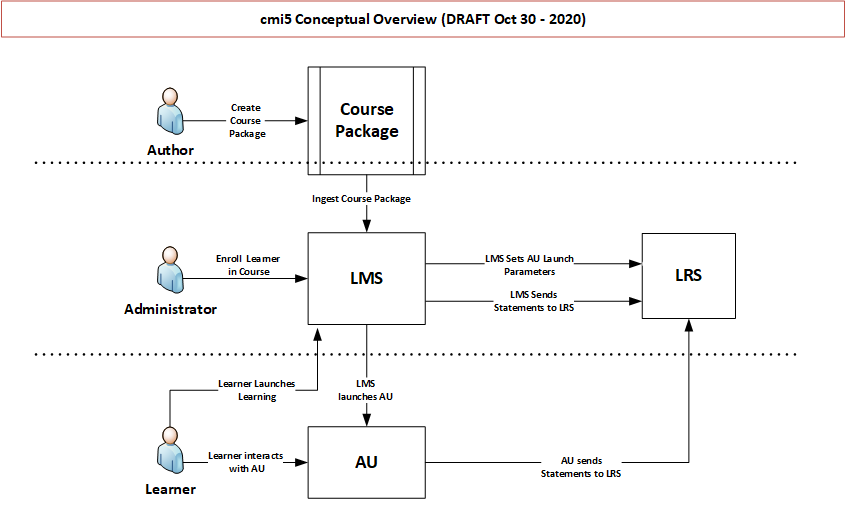 cmi5 Conceptual Overview (DRAFT Oct 30 - 2020)
Create
Course
Package
Course
Package
Author
Ingest Course Package
Enroll Learner
in Course
Administrator
LMS
LMS Sets AU Launch
Parameters
LMS Sends
Statements to LRS
LRS
Learner Launches
Learning
LMS
launches AU
Learner interacts
with AU
Learner
AU
AU sends
Statements to LRS